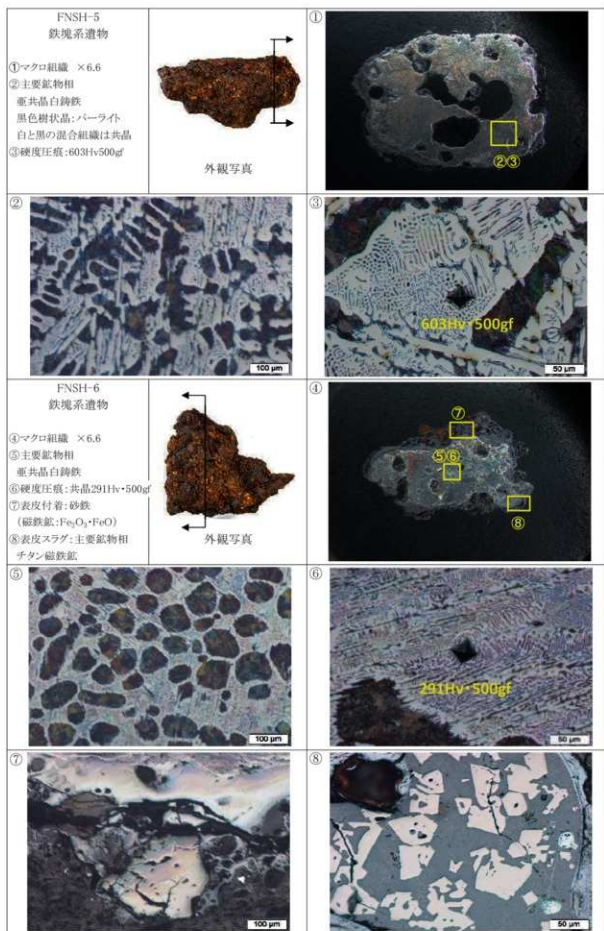 FNSH-5
鉄塊系遺物
①マクロ組織 ×6.6
②主要鉱物相
亜共晶白鋳鉄
黒色樹状晶:パーライト
白と黒の混合組織は共晶
③硬度圧痕:603Hv500gf
外観写真
①
②③
②
100 μm
③
603Hv・500gf
50 μm
FNSH-6
鉄塊系遺物
④マクロ組織 ×6.6
⑤主要鉱物相
亜共晶白鋳鉄
⑥硬度圧痕:共晶291Hv・500gf
⑦表皮付着:砂鉄
(磁鉄鉱:Fe₂O₃・FeO)
⑧表皮スラグ:主要鉱物相
チタン磁鉄鉱
外観写真
④
⑦
⑤⑥
⑧
⑤
100 μm
⑥
291Hv・500gf
50 μm
⑦
100 μm
⑧
50 μm